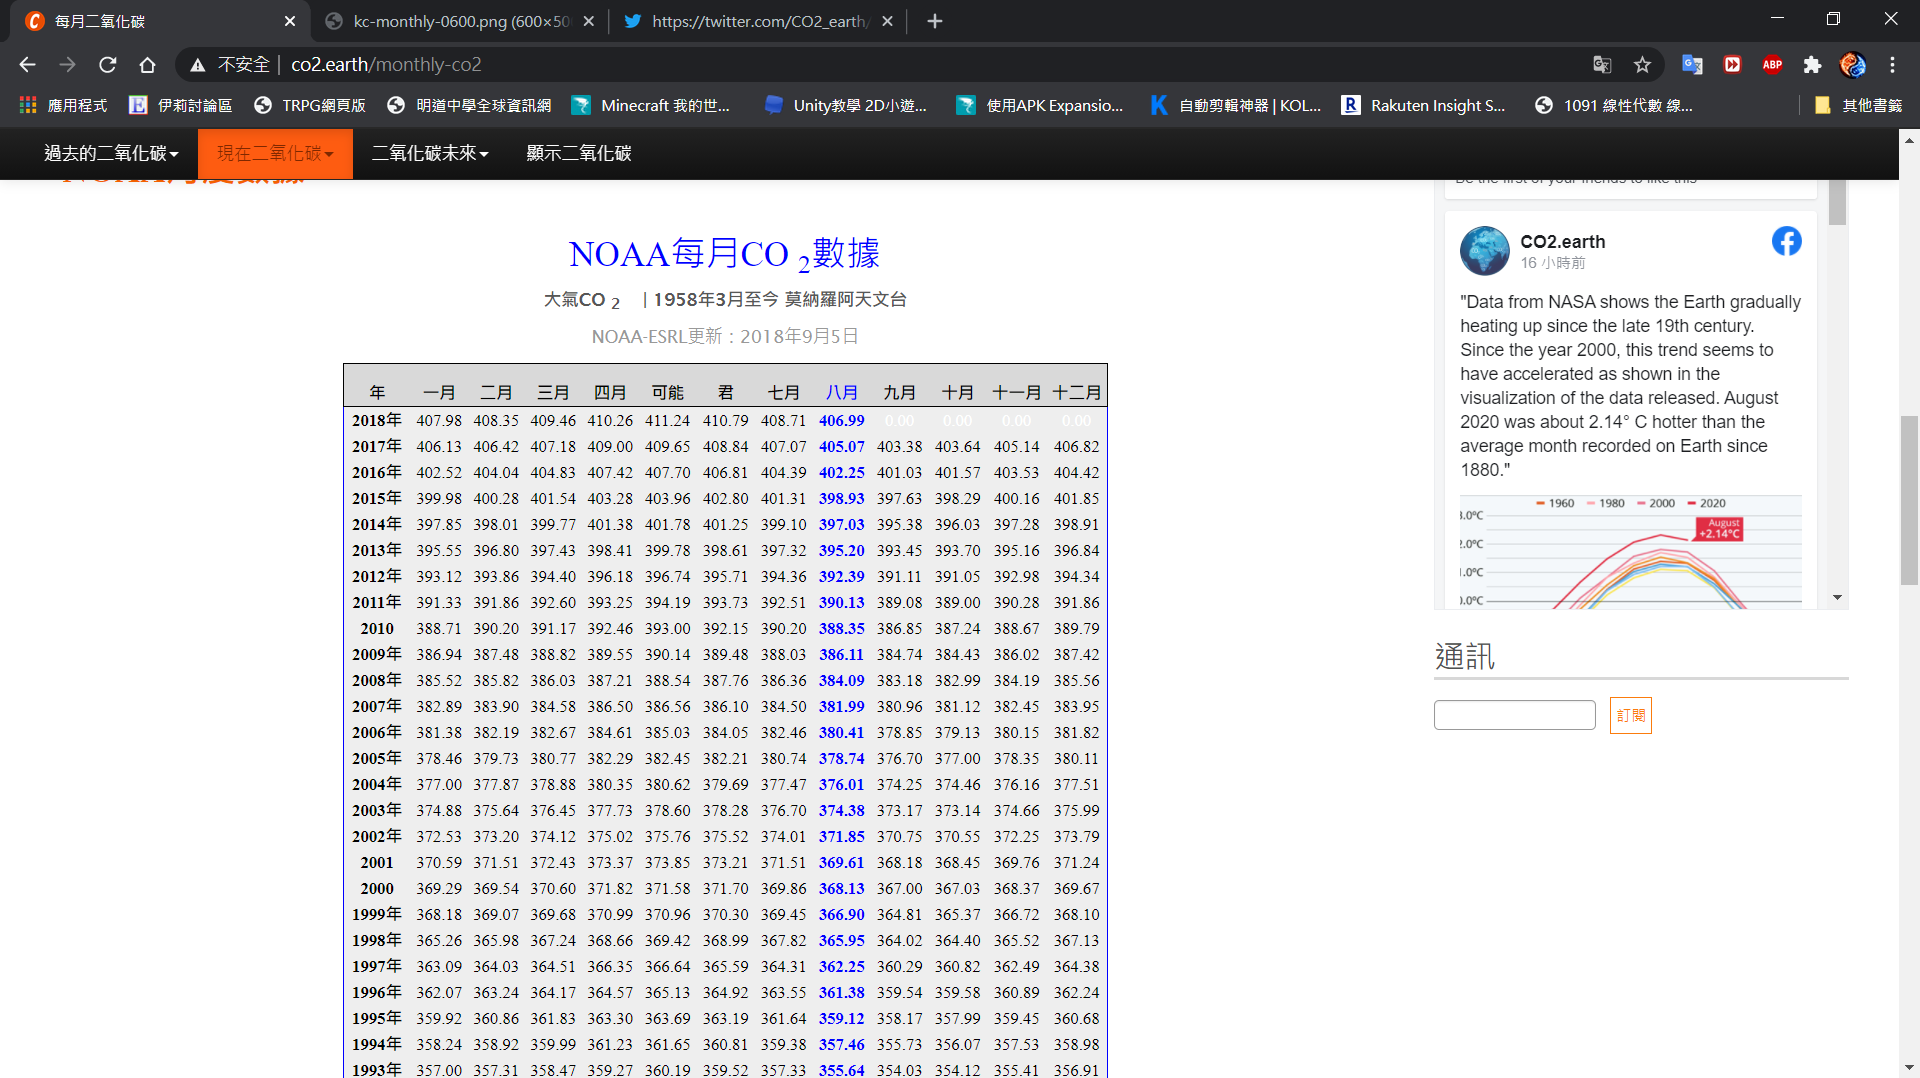 每月二氧化碳
kc-monthly-0600.png (600×50
https://twitter.com/CO2_earth/
不安全 | co2.earth/monthly-co2
應用程式 伊莉討論區 TRPG網頁版 明道中學全球資訊網 Minecraft 我的世... Unity教學 2D小遊... 使用APK Expansio... 自動剪輯神器 | KOL... Rakuten Insight S... 1091 線性代數 線... 其他書籤
過去的二氧化碳 現在二氧化碳 二氧化碳未來 顯示二氧化碳
NOAA月度數據
NOAA每月CO 2數據
大氣CO 2 | 1958年3月至今 莫納羅阿天文台
NOAA-ESRL更新：2018年9月5日
年 一月 二月 三月 四月 可能 君 七月 八月 九月 十月 十一月 十二月
2018年 407.98 408.35 409.46 410.26 411.24 410.79 408.71 406.99 0.00 0.00 0.00 0.00
2017年 406.13 406.42 407.18 409.00 409.65 408.84 407.07 405.07 403.38 403.64 405.14 406.82
2016年 402.52 404.04 404.83 407.42 407.70 406.81 404.39 402.25 401.03 401.57 403.53 404.42
2015年 399.98 400.28 401.54 403.28 403.96 402.80 401.31 398.93 397.63 398.29 400.16 401.85
2014年 397.85 398.01 399.77 401.38 401.78 401.25 399.10 397.03 395.38 396.03 397.28 398.91
2013年 395.55 396.80 397.43 398.41 399.78 398.61 397.32 395.20 393.45 393.70 395.16 396.84
2012年 393.12 393.86 394.40 396.18 396.74 395.71 394.36 392.39 391.11 391.05 392.98 394.34
2011年 391.33 391.86 392.60 393.25 394.19 393.73 392.51 390.13 389.08 389.00 390.28 391.86
2010 388.71 390.20 391.17 392.46 393.00 392.15 390.20 388.35 386.85 387.24 388.67 389.79
2009年 386.94 387.48 388.82 389.55 390.14 389.48 388.03 386.11 384.74 384.43 386.02 387.42
2008年 385.52 385.82 386.03 387.21 388.54 387.76 386.36 384.09 383.18 382.99 384.19 385.56
2007年 382.89 383.90 384.58 386.50 386.56 386.10 384.50 381.99 380.96 381.12 382.45 383.95
2006年 381.38 382.19 382.67 384.61 385.03 384.05 382.46 380.41 378.85 379.13 380.15 381.82
2005年 378.46 379.73 380.77 382.29 382.45 382.21 380.74 378.74 376.70 377.00 378.35 380.11
2004年 377.00 377.87 378.88 380.35 380.62 379.69 377.47 376.01 374.25 374.46 376.16 377.51
2003年 374.88 375.64 376.45 377.73 378.60 378.28 376.70 374.38 373.17 373.14 374.66 375.99
2002年 372.53 373.20 374.12 375.02 375.76 375.52 374.01 371.85 370.75 370.55 372.25 373.79
2001 370.59 371.51 372.43 373.37 373.85 373.21 371.51 369.61 368.18 368.45 369.76 371.24
2000 369.29 369.54 370.60 371.82 371.58 371.70 369.86 368.13 367.00 367.03 368.37 369.67
1999年 368.18 369.07 369.68 370.99 370.96 370.30 369.45 366.90 364.81 365.37 366.72 368.10
1998年 365.26 365.98 367.24 368.66 369.42 368.99 367.82 365.95 364.02 364.40 365.52 367.13
1997年 363.09 364.03 364.51 366.35 366.64 365.59 364.31 362.25 360.29 360.82 362.49 364.38
1996年 362.07 363.24 364.17 364.57 365.13 364.92 363.55 361.38 359.54 359.58 360.89 362.24
1995年 359.92 360.86 361.83 363.30 363.69 363.19 361.64 359.12 358.17 357.99 359.45 360.68
1994年 358.24 358.92 359.99 361.23 361.65 360.81 359.38 357.46 355.73 356.07 357.53 358.98
1993年 357.00 357.31 358.47 359.27 360.19 359.52 357.33 355.64 354.03 354.12 355.41 356.91
Be the first of your friends to like this
CO2.earth
16 小時前
"Data from NASA shows the Earth gradually
heating up since the late 19th century.
Since the year 2000, this trend seems to
have accelerated as shown in the
visualization of the data released. August
2020 was about 2.14° C hotter than the
average month recorded on Earth since
1880."
1960 1980 2000 2020
3.0ºC
August
+2.14°C
2.0ºC
1.0ºC
0.0ºC
通訊
訂閱